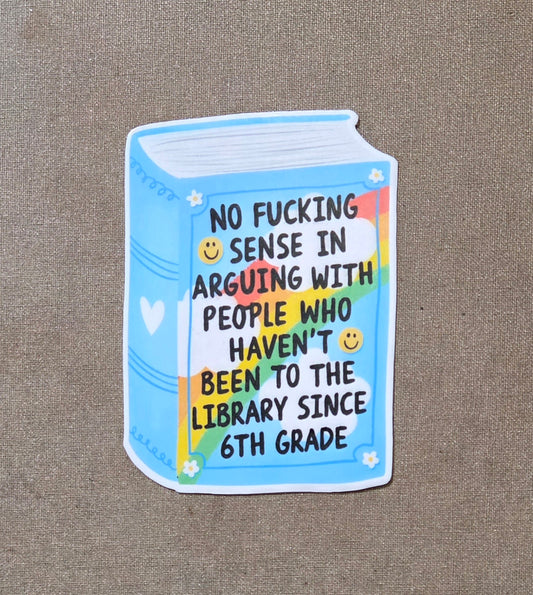 NO FUCKING
SENSE IN
ARGUING WITH
PEOPLE WHO
HAVEN'T
BEEN TO THE
LIBRARY SINCE
6TH GRADE